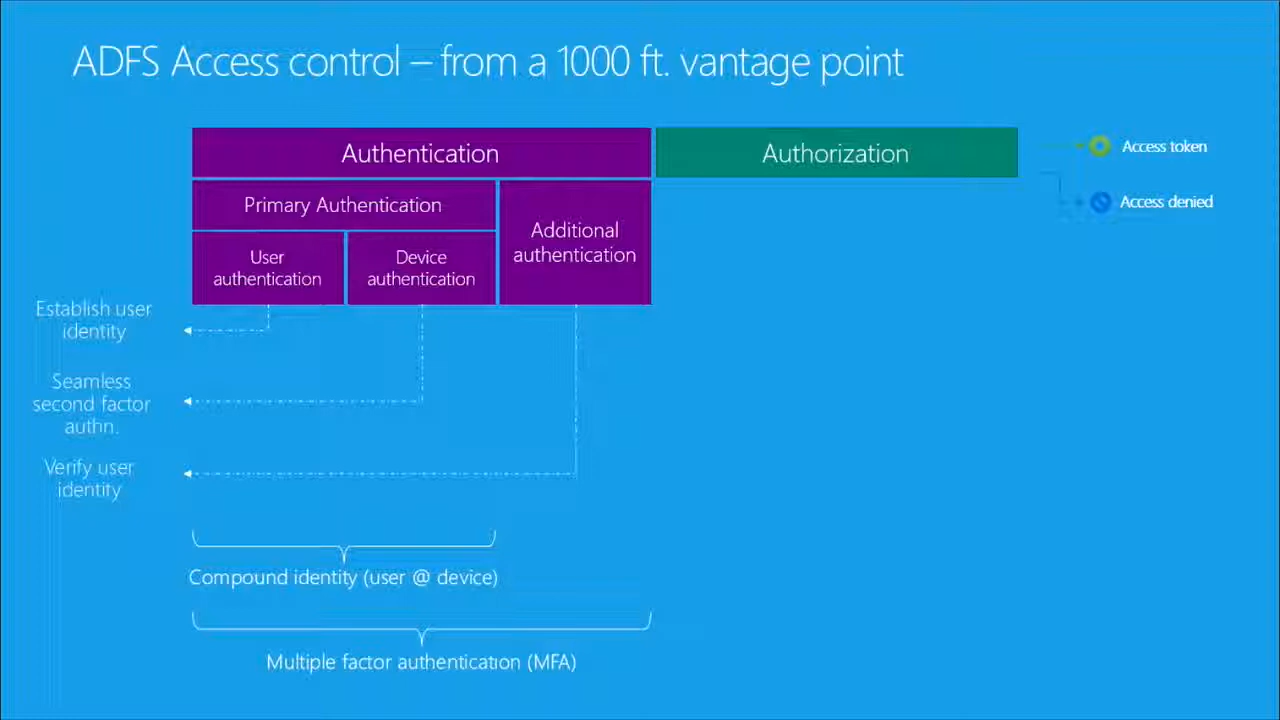 ADFS Access control – from a 1000 ft. vantage point
Authentication
Authorization
Access token
Access denied
Primary Authentication
Additional
authentication
User
authentication
Device
authentication
Establish user
identity
Seamless
second factor
authn.
Verify user
identity
Compound identity (user @ device)
Multiple factor authentication (MFA)